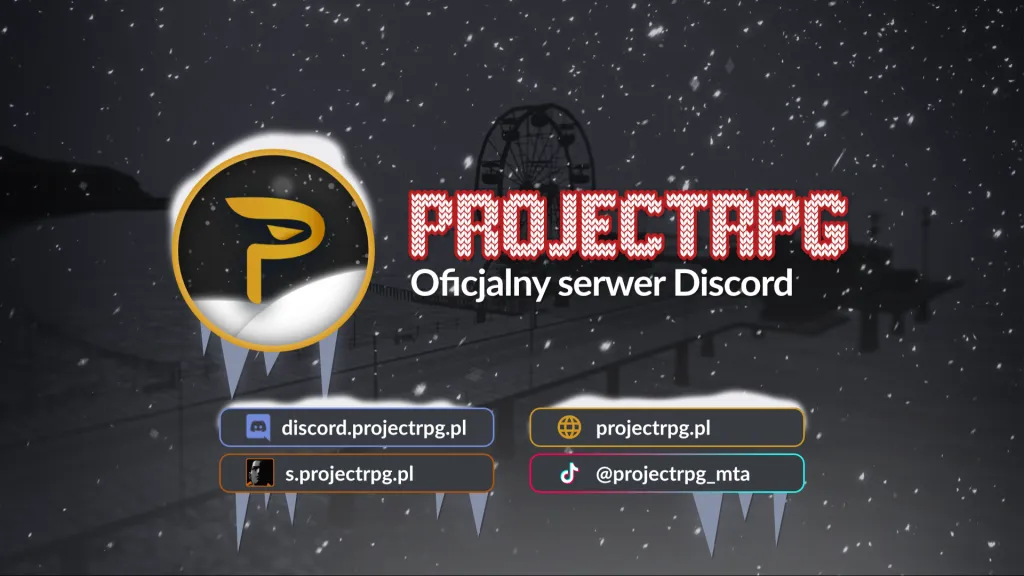 PROJECTRPG
Oficjalny serwer Discord
discord.projectrpg.pl
projectrpg.pl
s.projectrpg.pl
@projectrpg_mta